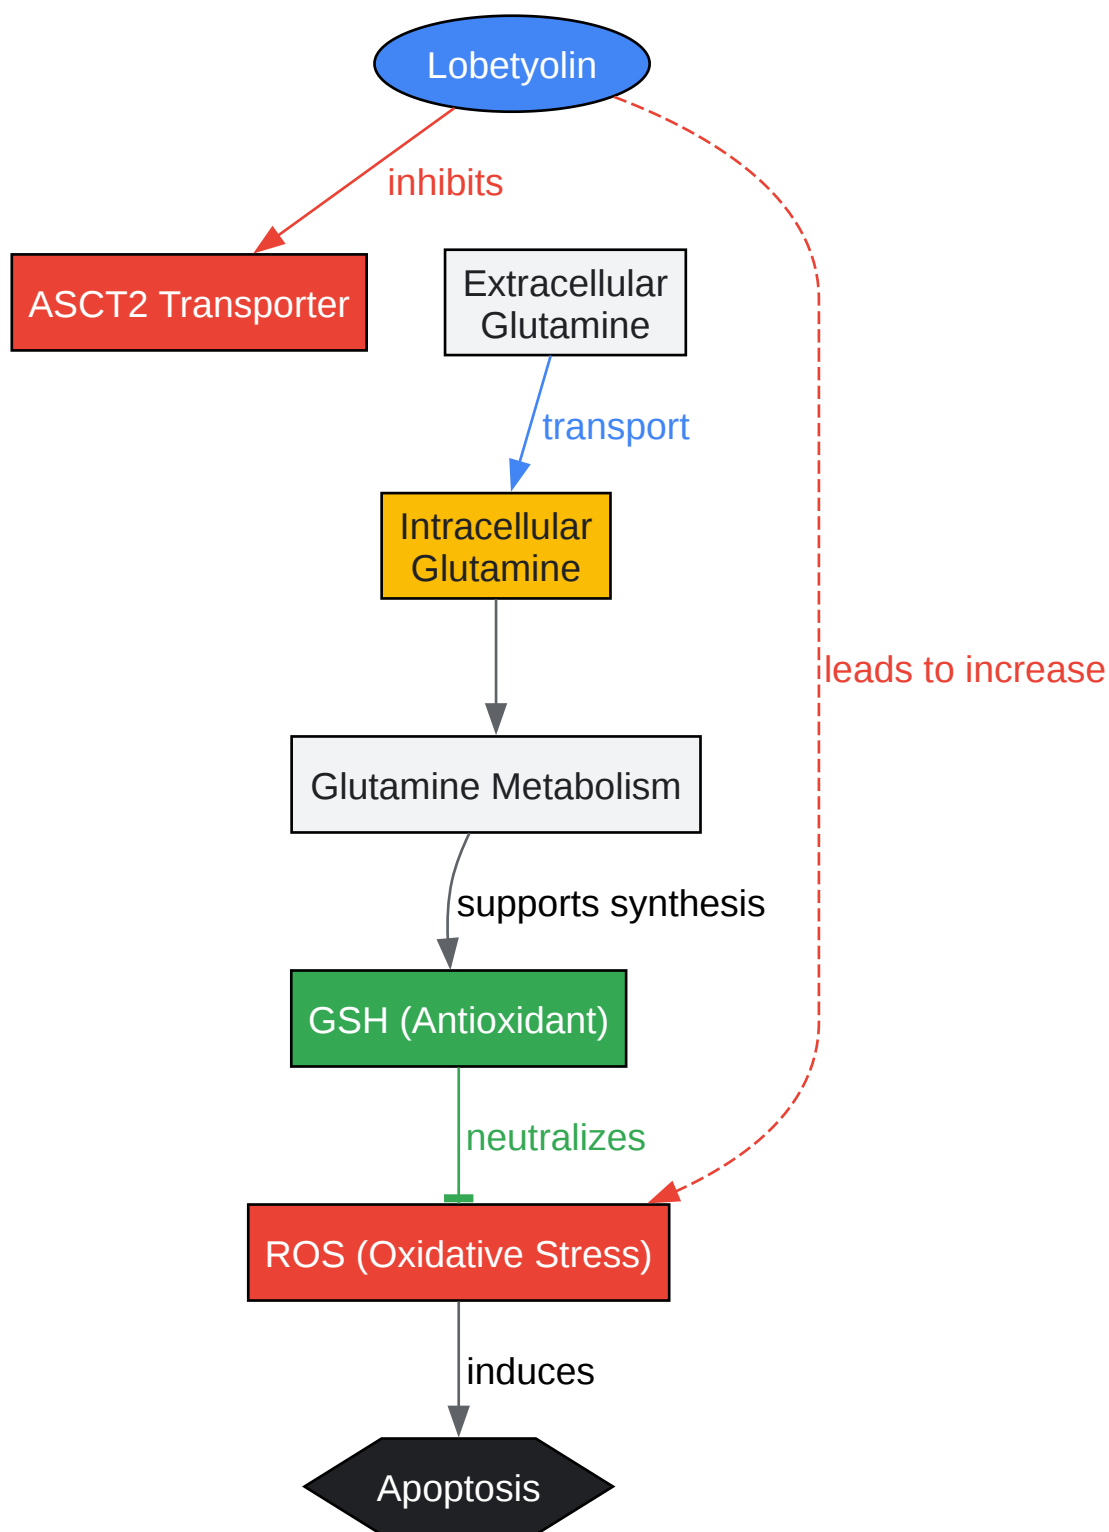 Lobetyolin
inhibits
ASCT2 Transporter
Extracellular
Glutamine
transport
Intracellular
Glutamine
leads to increase
Glutamine Metabolism
supports synthesis
GSH (Antioxidant)
neutralizes
ROS (Oxidative Stress)
induces
Apoptosis